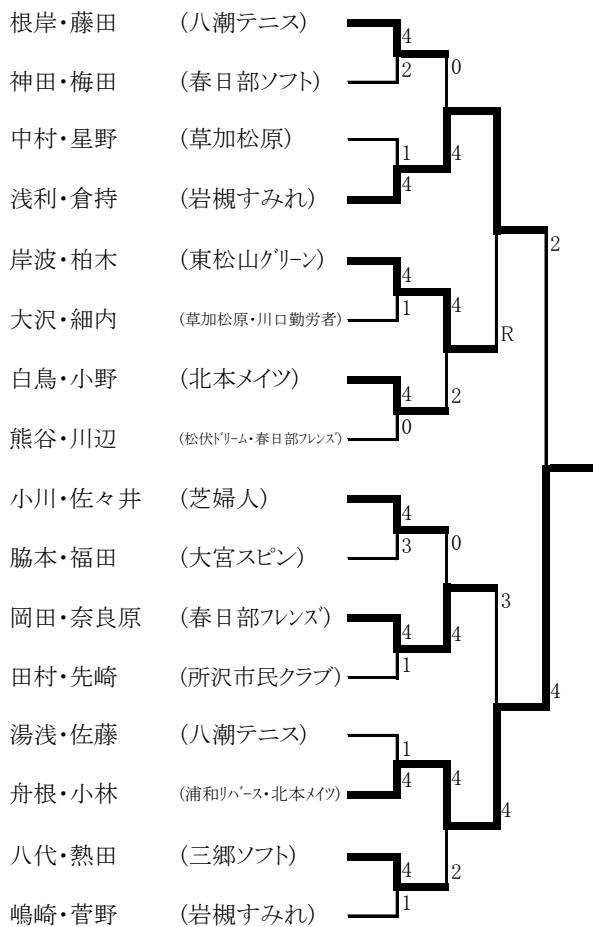 根岸・藤田 (八潮テニス) 4
0
神田・梅田 (春日部ソフト) 2
中村・星野 (草加松原) 1
4
浅利・倉持 (岩槻すみれ) 4
2
岸波・柏木 (東松山グリーン) 4
4
大沢・細内 (草加松原・川口勤労者) 1
R
白鳥・小野 (北本メイツ) 4
2
熊谷・川辺 (松伏ドリーム・春日部フレンズ) 0
小川・佐々井 (芝婦人) 4
0
脇本・福田 (大宮スピン) 3
3
岡田・奈良原 (春日部フレンズ) 4
4
田村・先崎 (所沢市民クラブ) 1
4
湯浅・佐藤 (八潮テニス) 1
4
舟根・小林 (浦和リバース・北本メイツ) 4
4
八代・熱田 (三郷ソフト) 4
2
嶋崎・菅野 (岩槻すみれ) 1